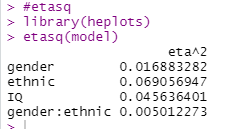 > #etasq
> library(heplots)
> etasq(model)
eta^2
gender 0.016883282
ethnic 0.069056947
IQ 0.045636401
gender:ethnic 0.005012273
>